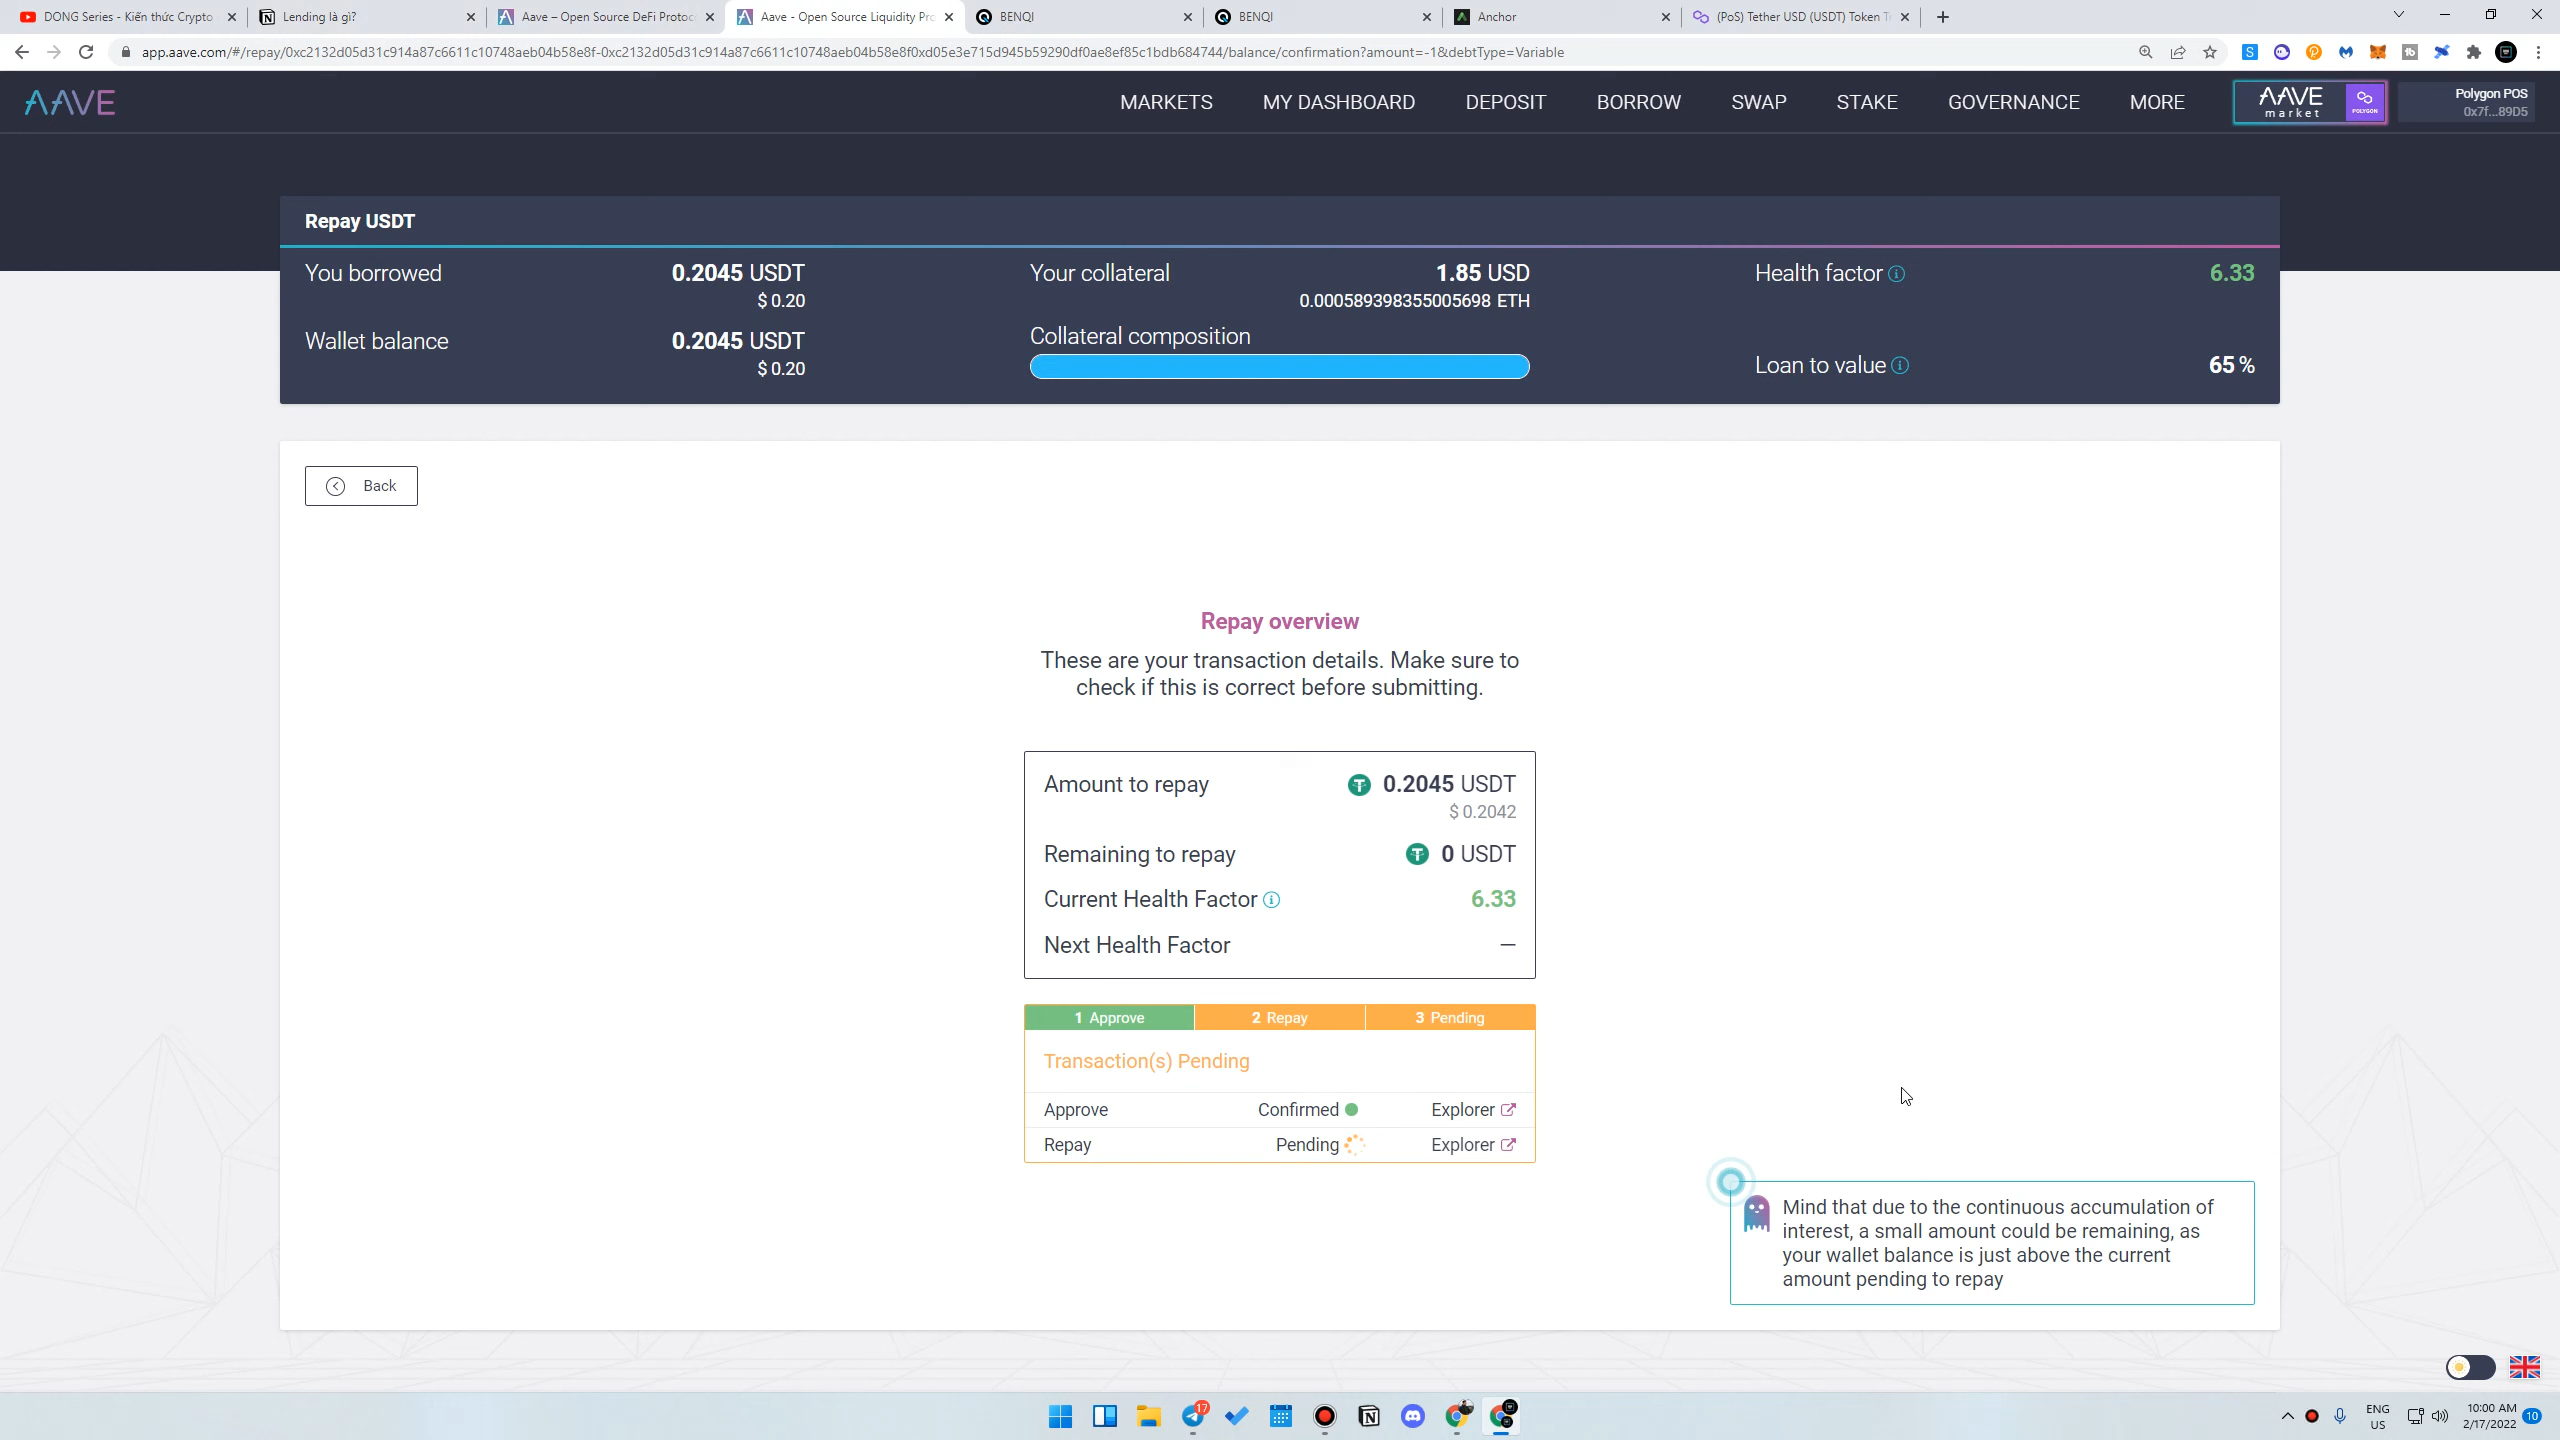 DONG Series - Kiến thức Crypto
Lending là gì?
Aave – Open Source DeFi Protoc
Aave - Open Source Liquidity Pro
BENQI
BENQI
Anchor
(PoS) Tether USD (USDT) Token T
app.aave.com/#/repay/0xc2132d05d31c914a87c6611c10748aeb04b58e8f-0xc2132d05d31c914a87c6611c10748aeb04b58e8f0xd05e3e715d945b59290df0ae8ef85c1bdb684744/balance/confirmation?amount=-1&debtType=Variable
AAVE
MARKETS
MY DASHBOARD
DEPOSIT
BORROW
SWAP
STAKE
GOVERNANCE
MORE
AAVE
market
POLYGON
Polygon POS
0x7f...89D5
Repay USDT
You borrowed
0.2045 USDT
$ 0.20
Wallet balance
0.2045 USDT
$ 0.20
Your collateral
1.85 USD
0.000589398355005698 ETH
Collateral composition
Health factor
6.33
Loan to value
65 %
Back
Repay overview
These are your transaction details. Make sure to
check if this is correct before submitting.
Amount to repay
0.2045 USDT
$ 0.2042
Remaining to repay
0 USDT
Current Health Factor
6.33
Next Health Factor
–
1 Approve
2 Repay
3 Pending
Transaction(s) Pending
Approve
Confirmed
Explorer
Repay
Pending
Explorer
Mind that due to the continuous accumulation of
interest, a small amount could be remaining, as
your wallet balance is just above the current
amount pending to repay
17
ENG
US
10:00 AM
2/17/2022
10